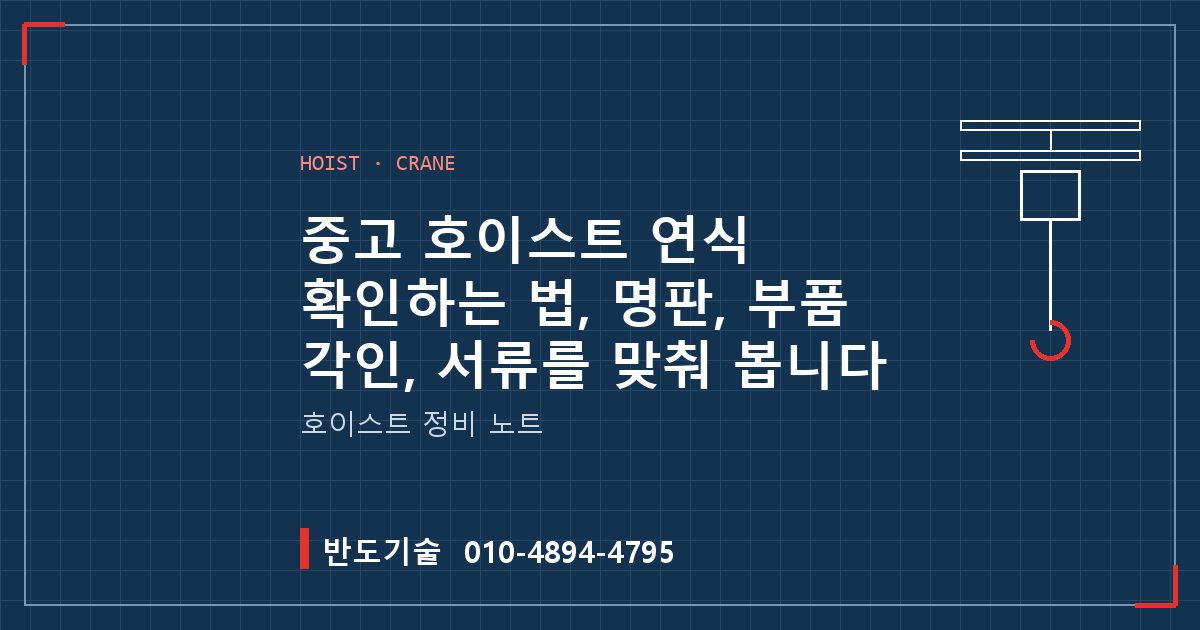 HOIST · CRANE
중고 호이스트 연식
확인하는 법, 명판, 부품
각인, 서류를 맞춰 봅니다
호이스트 정비 노트
반도기술 010-4894-4795